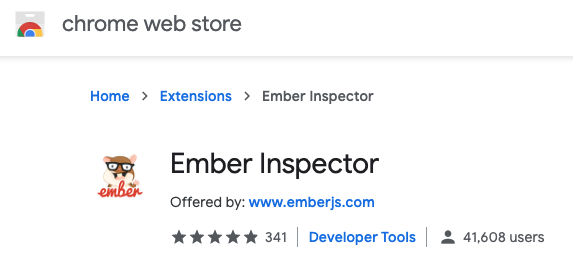 chrome web store
Home > Extensions > Ember Inspector
ember
Ember Inspector
Offered by: www.emberjs.com
341 | Developer Tools | 41,608 users